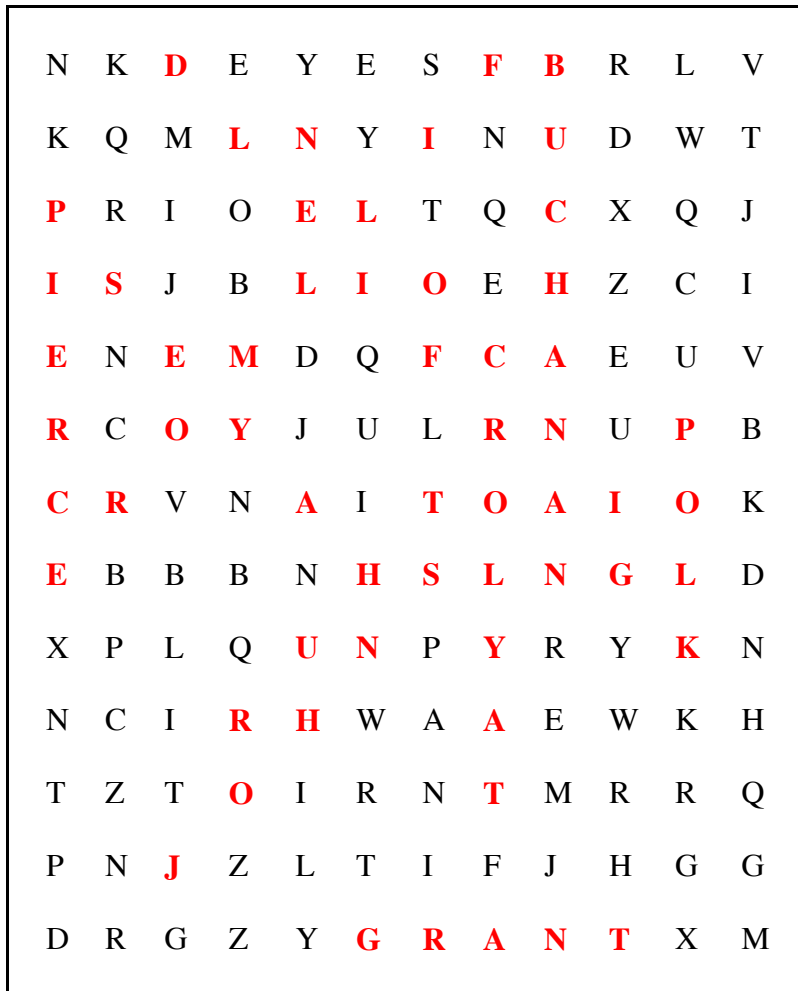 N K D E Y E S F B R L V
K Q M L N Y I N U D W T
P R I O E L T Q C X Q J
I S J B L I O E H Z C I
E N E M D Q F C A E U V
R C O Y J U L R N U P B
C R V N A I T O A I O K
E B B B N H S L N G L D
X P L Q U N P Y R Y K N
N C I R H W A A E W K H
T Z T O I R N T M R R Q
P N J Z L T I F J H G G
D R G Z Y G R A N T X M